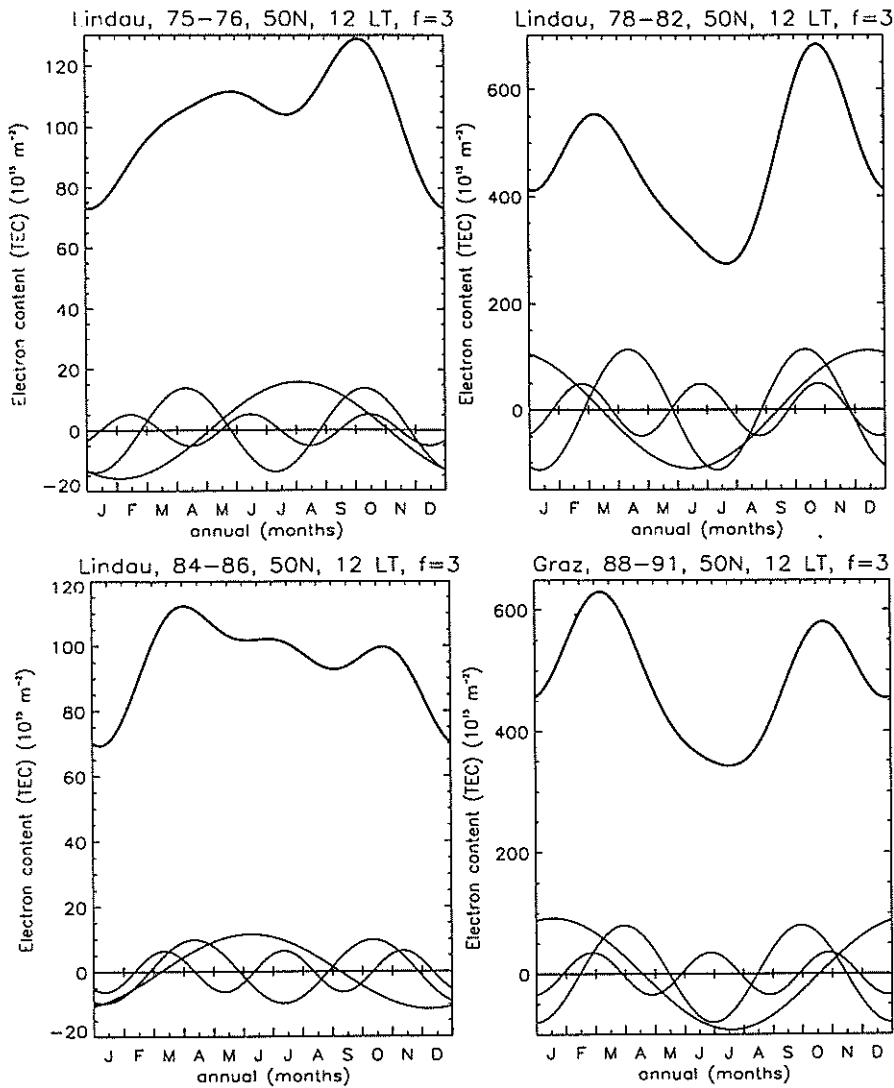 Lindau, 75–76, 50N, 12 LT, f=3
Electron content (TEC) (10¹⁵ m⁻²)
120
100
80
60
40
20
0
−20
J F M A M J J A S O N D
annual (months)
Lindau, 78–82, 50N, 12 LT, f=3
Electron content (TEC) (10¹⁵ m⁻²)
600
400
200
0
J F M A M J J A S O N D
annual (months)
Lindau, 84–86, 50N, 12 LT, f=3
Electron content (TEC) (10¹⁵ m⁻²)
120
100
80
60
40
20
0
−20
J F M A M J J A S O N D
annual (months)
Graz, 88–91, 50N, 12 LT, f=3
Electron content (TEC) (10¹⁵ m⁻²)
600
400
200
0
J F M A M J J A S O N D
annual (months)